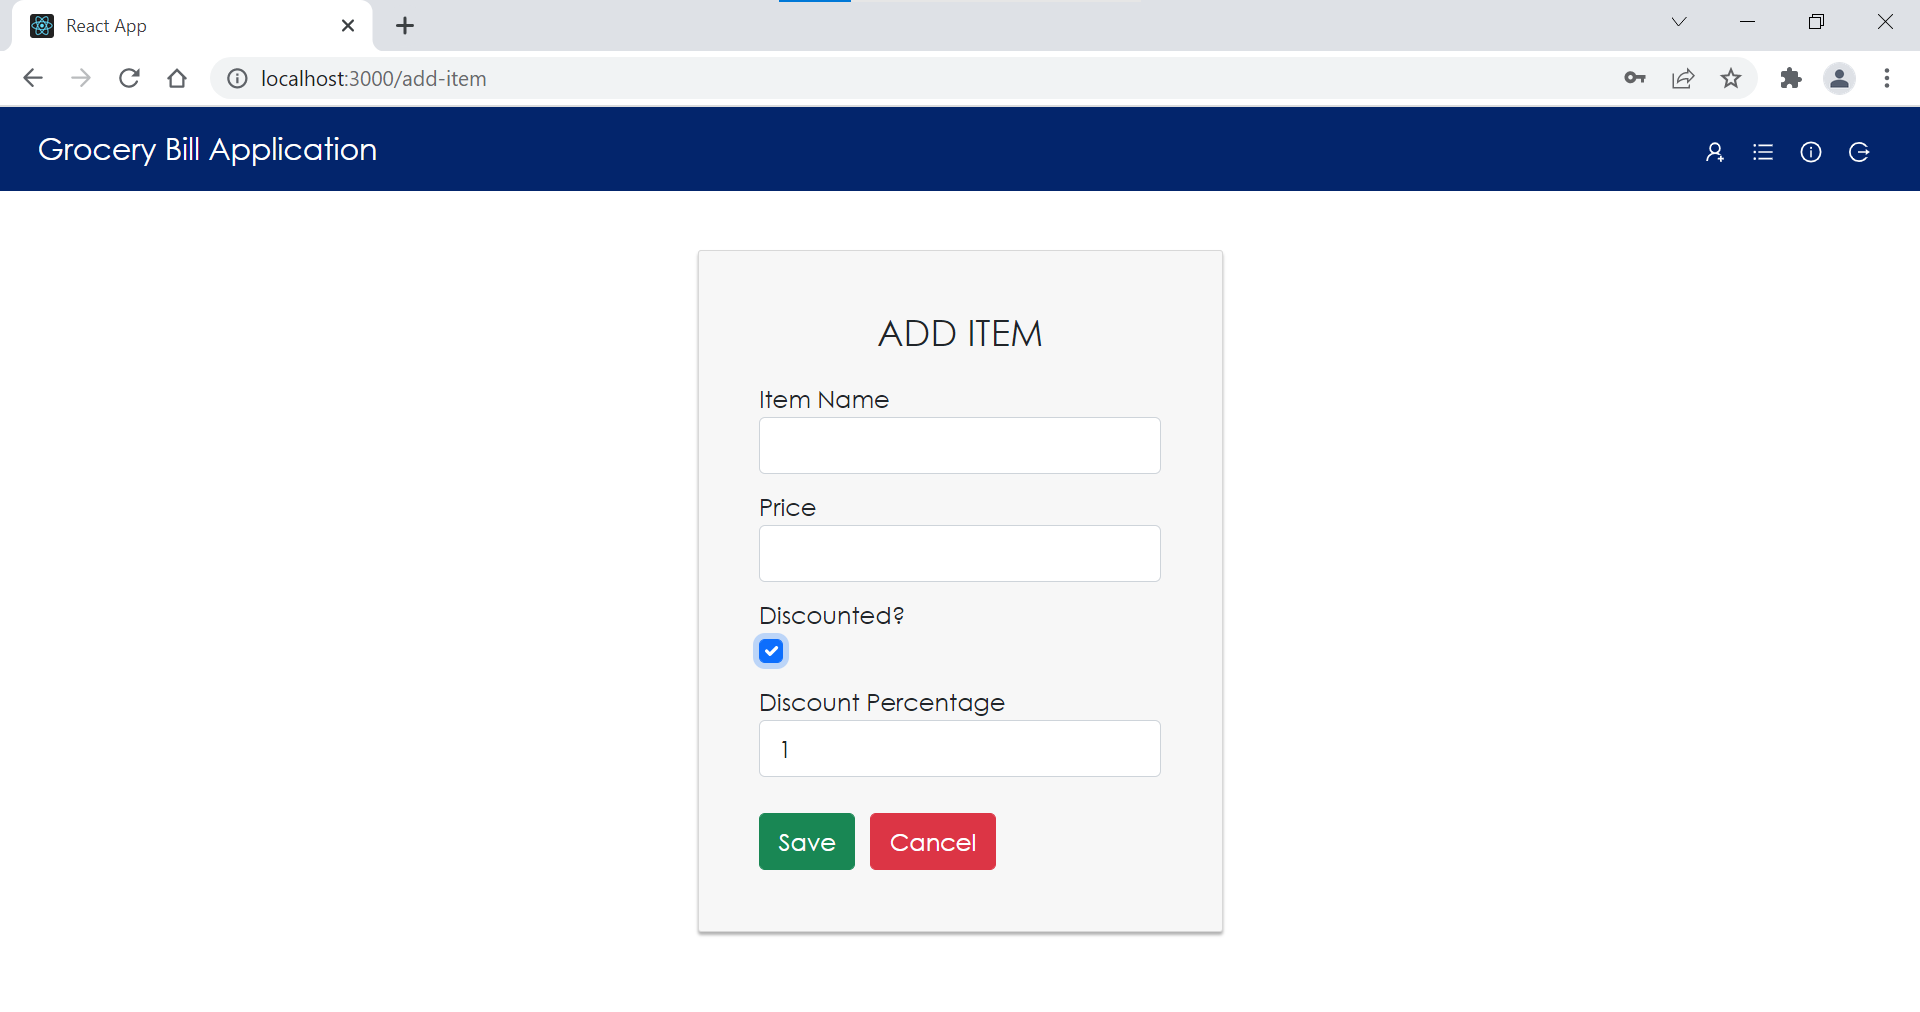 React App
localhost:3000/add-item
Grocery Bill Application
ADD ITEM
Item Name
Price
Discounted?
Discount Percentage
1
Save Cancel